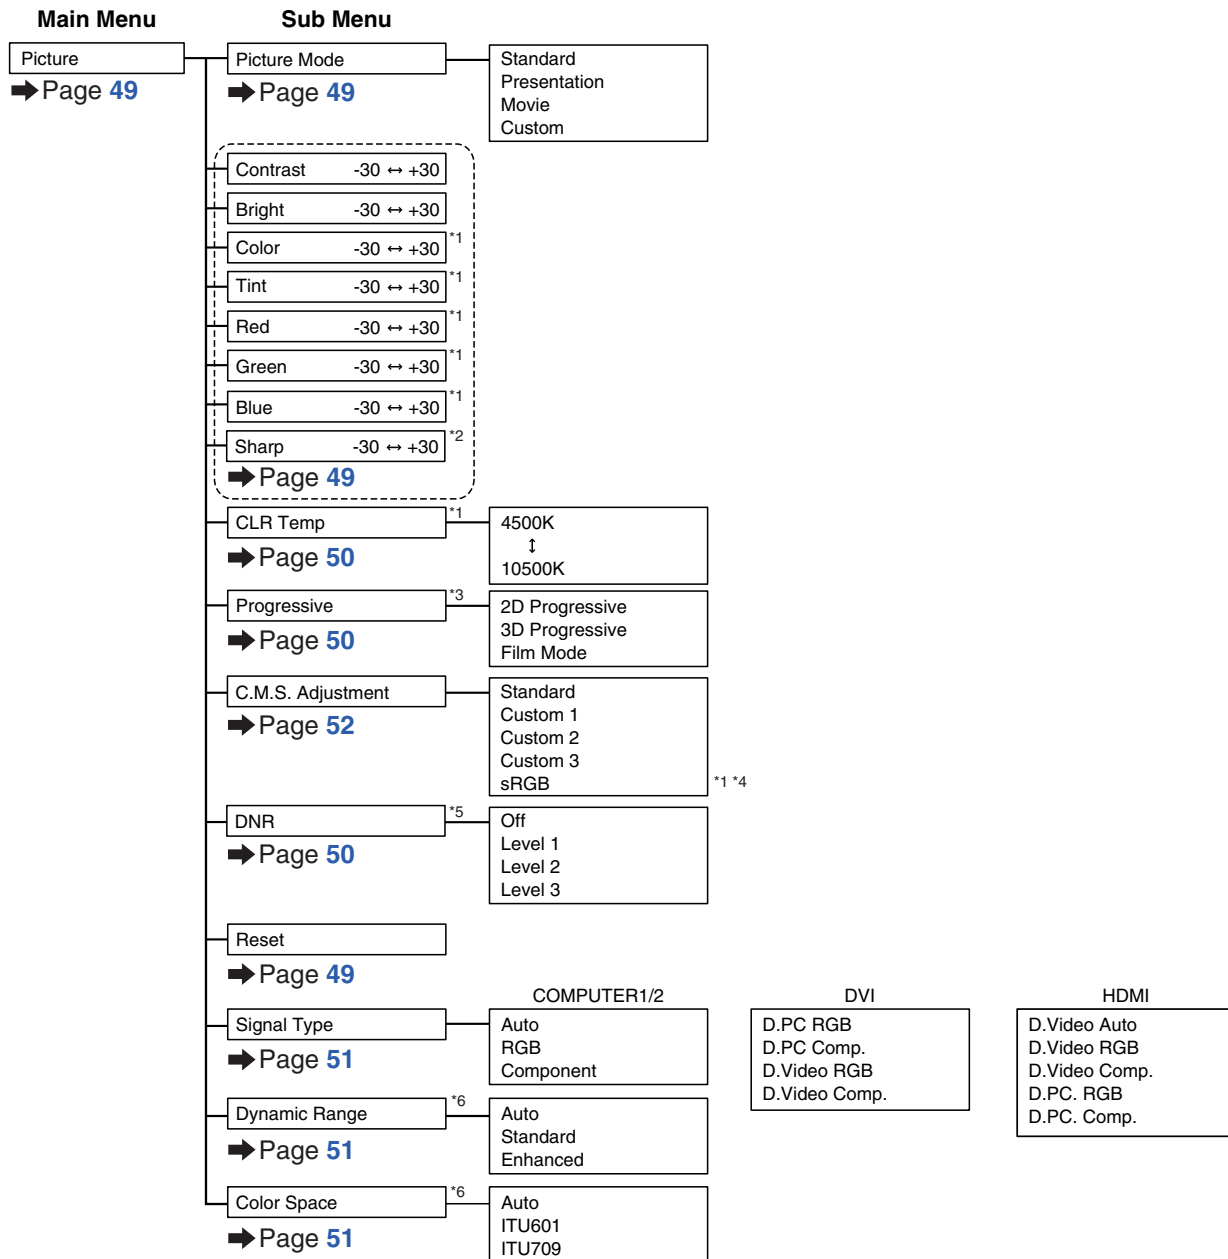 Main Menu Sub Menu
Picture Picture Mode Standard
➡Page 49 ➡Page 49 Presentation
Movie
Custom
Contrast -30 ↔ +30
Bright -30 ↔ +30
Color -30 ↔ +30 *1
Tint -30 ↔ +30 *1
Red -30 ↔ +30 *1
Green -30 ↔ +30 *1
Blue -30 ↔ +30 *1
Sharp -30 ↔ +30 *2
➡Page 49
CLR Temp *1 4500K
↕
➡Page 50 10500K
Progressive *3 2D Progressive
➡Page 50 3D Progressive
Film Mode
C.M.S. Adjustment Standard
➡Page 52 Custom 1
Custom 2
Custom 3
sRGB *1 *4
DNR *5 Off
➡Page 50 Level 1
Level 2
Level 3
Reset
➡Page 49
COMPUTER1/2 DVI HDMI
Signal Type Auto D.PC RGB D.Video Auto
➡Page 51 RGB D.PC Comp. D.Video RGB
Component D.Video RGB D.Video Comp.
D.Video Comp. D.PC. RGB
D.PC. Comp.
Dynamic Range *6 Auto
➡Page 51 Standard
Enhanced
Color Space *6 Auto
➡Page 51 ITU601
ITU709